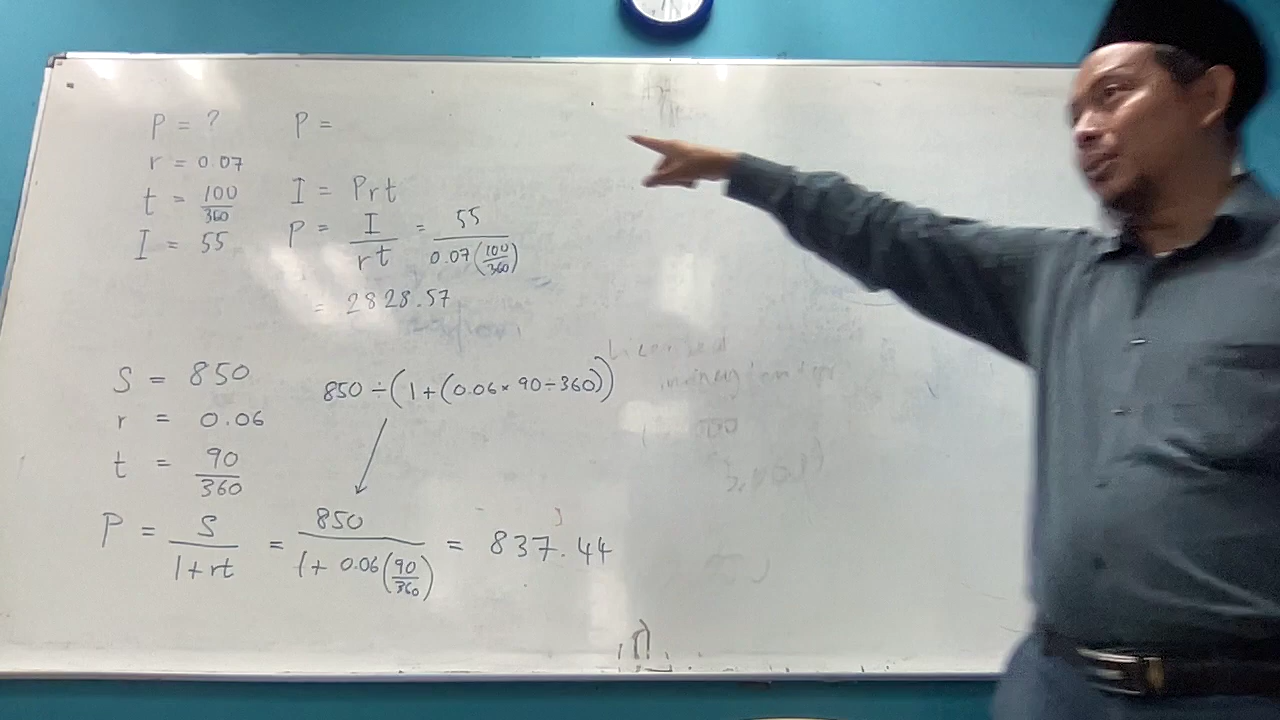 P = ?
r = 0.07
t = 100/360
I = 55
P =
I = Prt
P = I/rt = 55/0.07(100/360)
= 2828.57
S = 850
r = 0.06
t = 90/360
850 ÷ (1 + (0.06 × 90 ÷ 360))
P = S/1+rt = 850/1 + 0.06(90/360) = 837.44